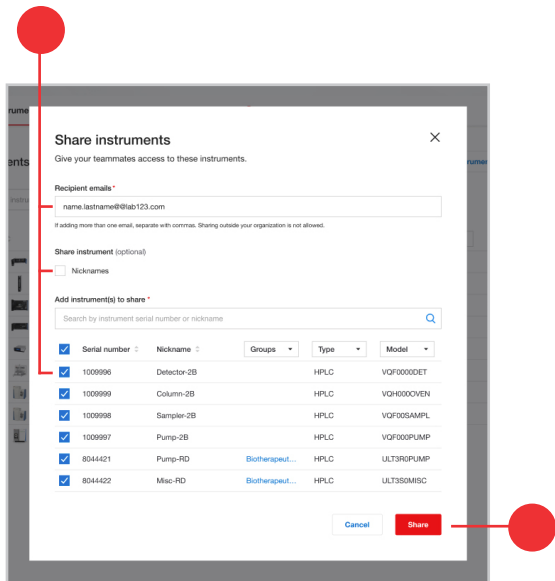 rume
ents
rumer
instru
Share instruments
Give your teammates access to these instruments.
Recipient emails*
name.lastname@@lab123.com
If adding more than one email, separate with commas. Sharing outside your organization is not allowed.
Share instrument (optional)
Nicknames
Add instrument(s) to share *
Search by instrument serial number or nickname
Serial number Nickname Groups Type Model
1009996 Detector-2B HPLC VQF0000DET
1009999 Column-2B HPLC VQH000OVEN
1009998 Sampler-2B HPLC VQF00SAMPL
1009997 Pump-2B HPLC VQF000PUMP
8044421 Pump-RD Biotherapeut... HPLC ULT3R0PUMP
8044422 Misc-RD Biotherapeut... HPLC ULT3S0MISC
Cancel Share